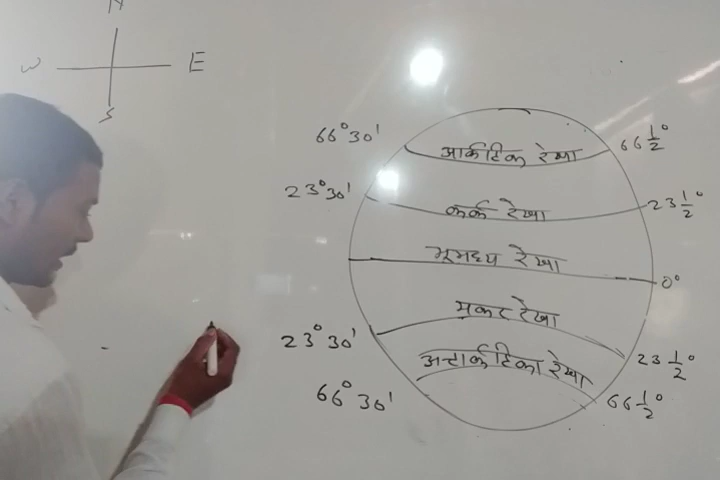 N
W E
S
66°30' आर्कटिक रेखा 66 1/2°
23°30' कर्क रेखा 23 1/2°
भूमध्य रेखा 0°
मकर रेखा
23°30' 23 1/2°
अन्टार्कटिका रेखा
66°30' 66 1/2°